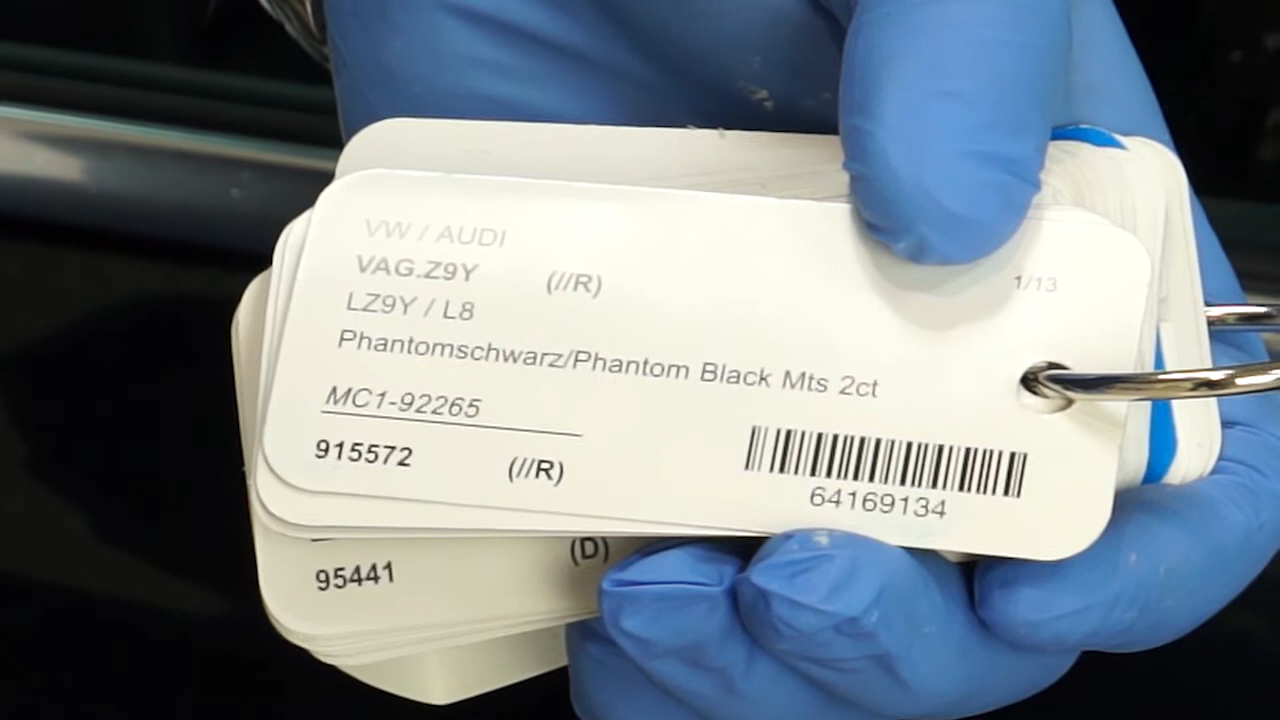 VW / AUDI
VAG.Z9Y (//R) 1/13
LZ9Y / L8
Phantomschwarz/Phantom Black Mts 2ct
MC1-92265
915572 (//R)
64169134
(D)
95441